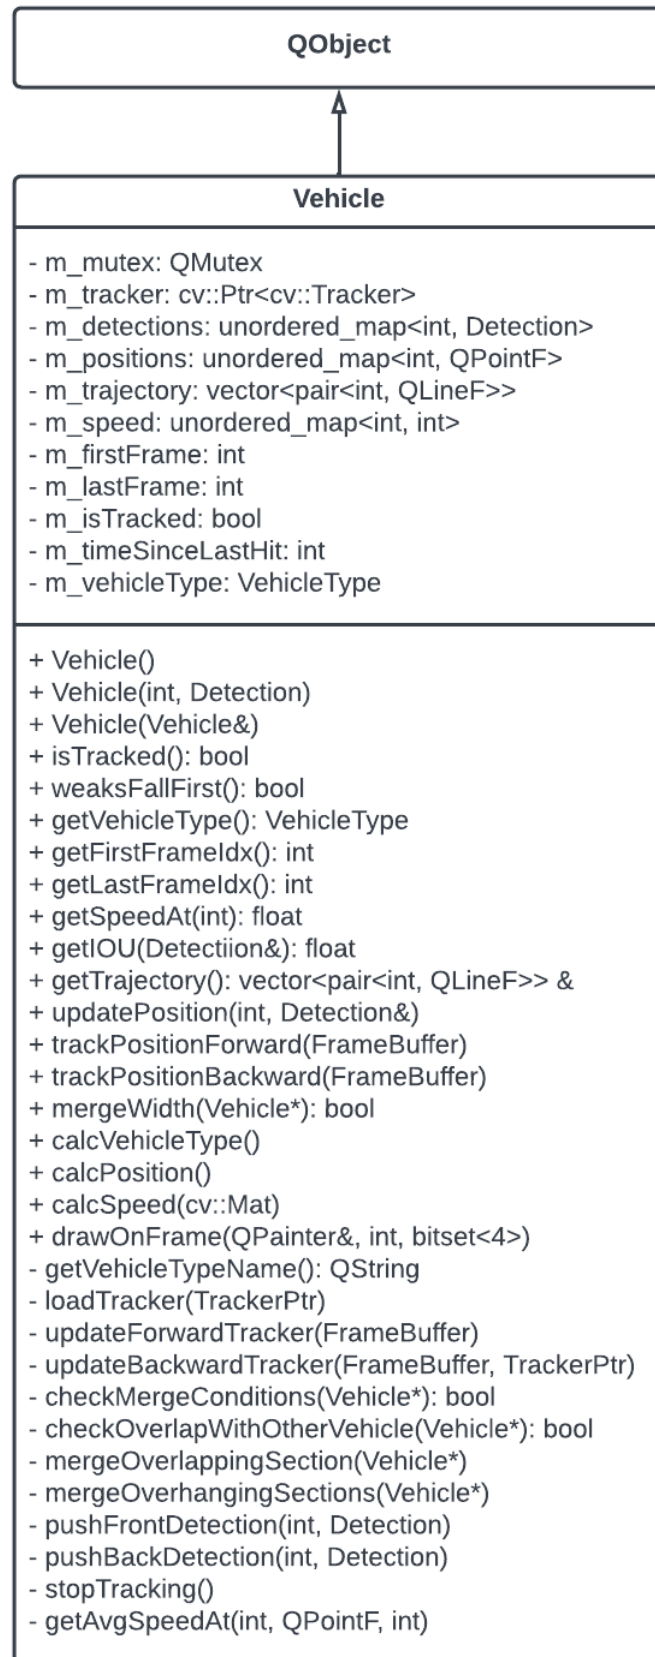 QObject
Vehicle
- m_mutex: QMutex
- m_tracker: cv::Ptr<cv::Tracker>
- m_detections: unordered_map<int, Detection>
- m_positions: unordered_map<int, QPointF>
- m_trajectory: vector<pair<int, QLineF>>
- m_speed: unordered_map<int, int>
- m_firstFrame: int
- m_lastFrame: int
- m_isTracked: bool
- m_timeSinceLastHit: int
- m_vehicleType: VehicleType
+ Vehicle()
+ Vehicle(int, Detection)
+ Vehicle(Vehicle&)
+ isTracked(): bool
+ weaksFallFirst(): bool
+ getVehicleType(): VehicleType
+ getFirstFrameIdx(): int
+ getLastFrameIdx(): int
+ getSpeedAt(int): float
+ getIOU(Detectiion&): float
+ getTrajectory(): vector<pair<int, QLineF>> &
+ updatePosition(int, Detection&)
+ trackPositionForward(FrameBuffer)
+ trackPositionBackward(FrameBuffer)
+ mergeWidth(Vehicle*): bool
+ calcVehicleType()
+ calcPosition()
+ calcSpeed(cv::Mat)
+ drawOnFrame(QPainter&, int, bitset<4>)
- getVehicleTypeName(): QString
- loadTracker(TrackerPtr)
- updateForwardTracker(FrameBuffer)
- updateBackwardTracker(FrameBuffer, TrackerPtr)
- checkMergeConditions(Vehicle*): bool
- checkOverlapWithOtherVehicle(Vehicle*): bool
- mergeOverlappingSection(Vehicle*)
- mergeOverhangingSections(Vehicle*)
- pushFrontDetection(int, Detection)
- pushBackDetection(int, Detection)
- stopTracking()
- getAvgSpeedAt(int, QPointF, int)